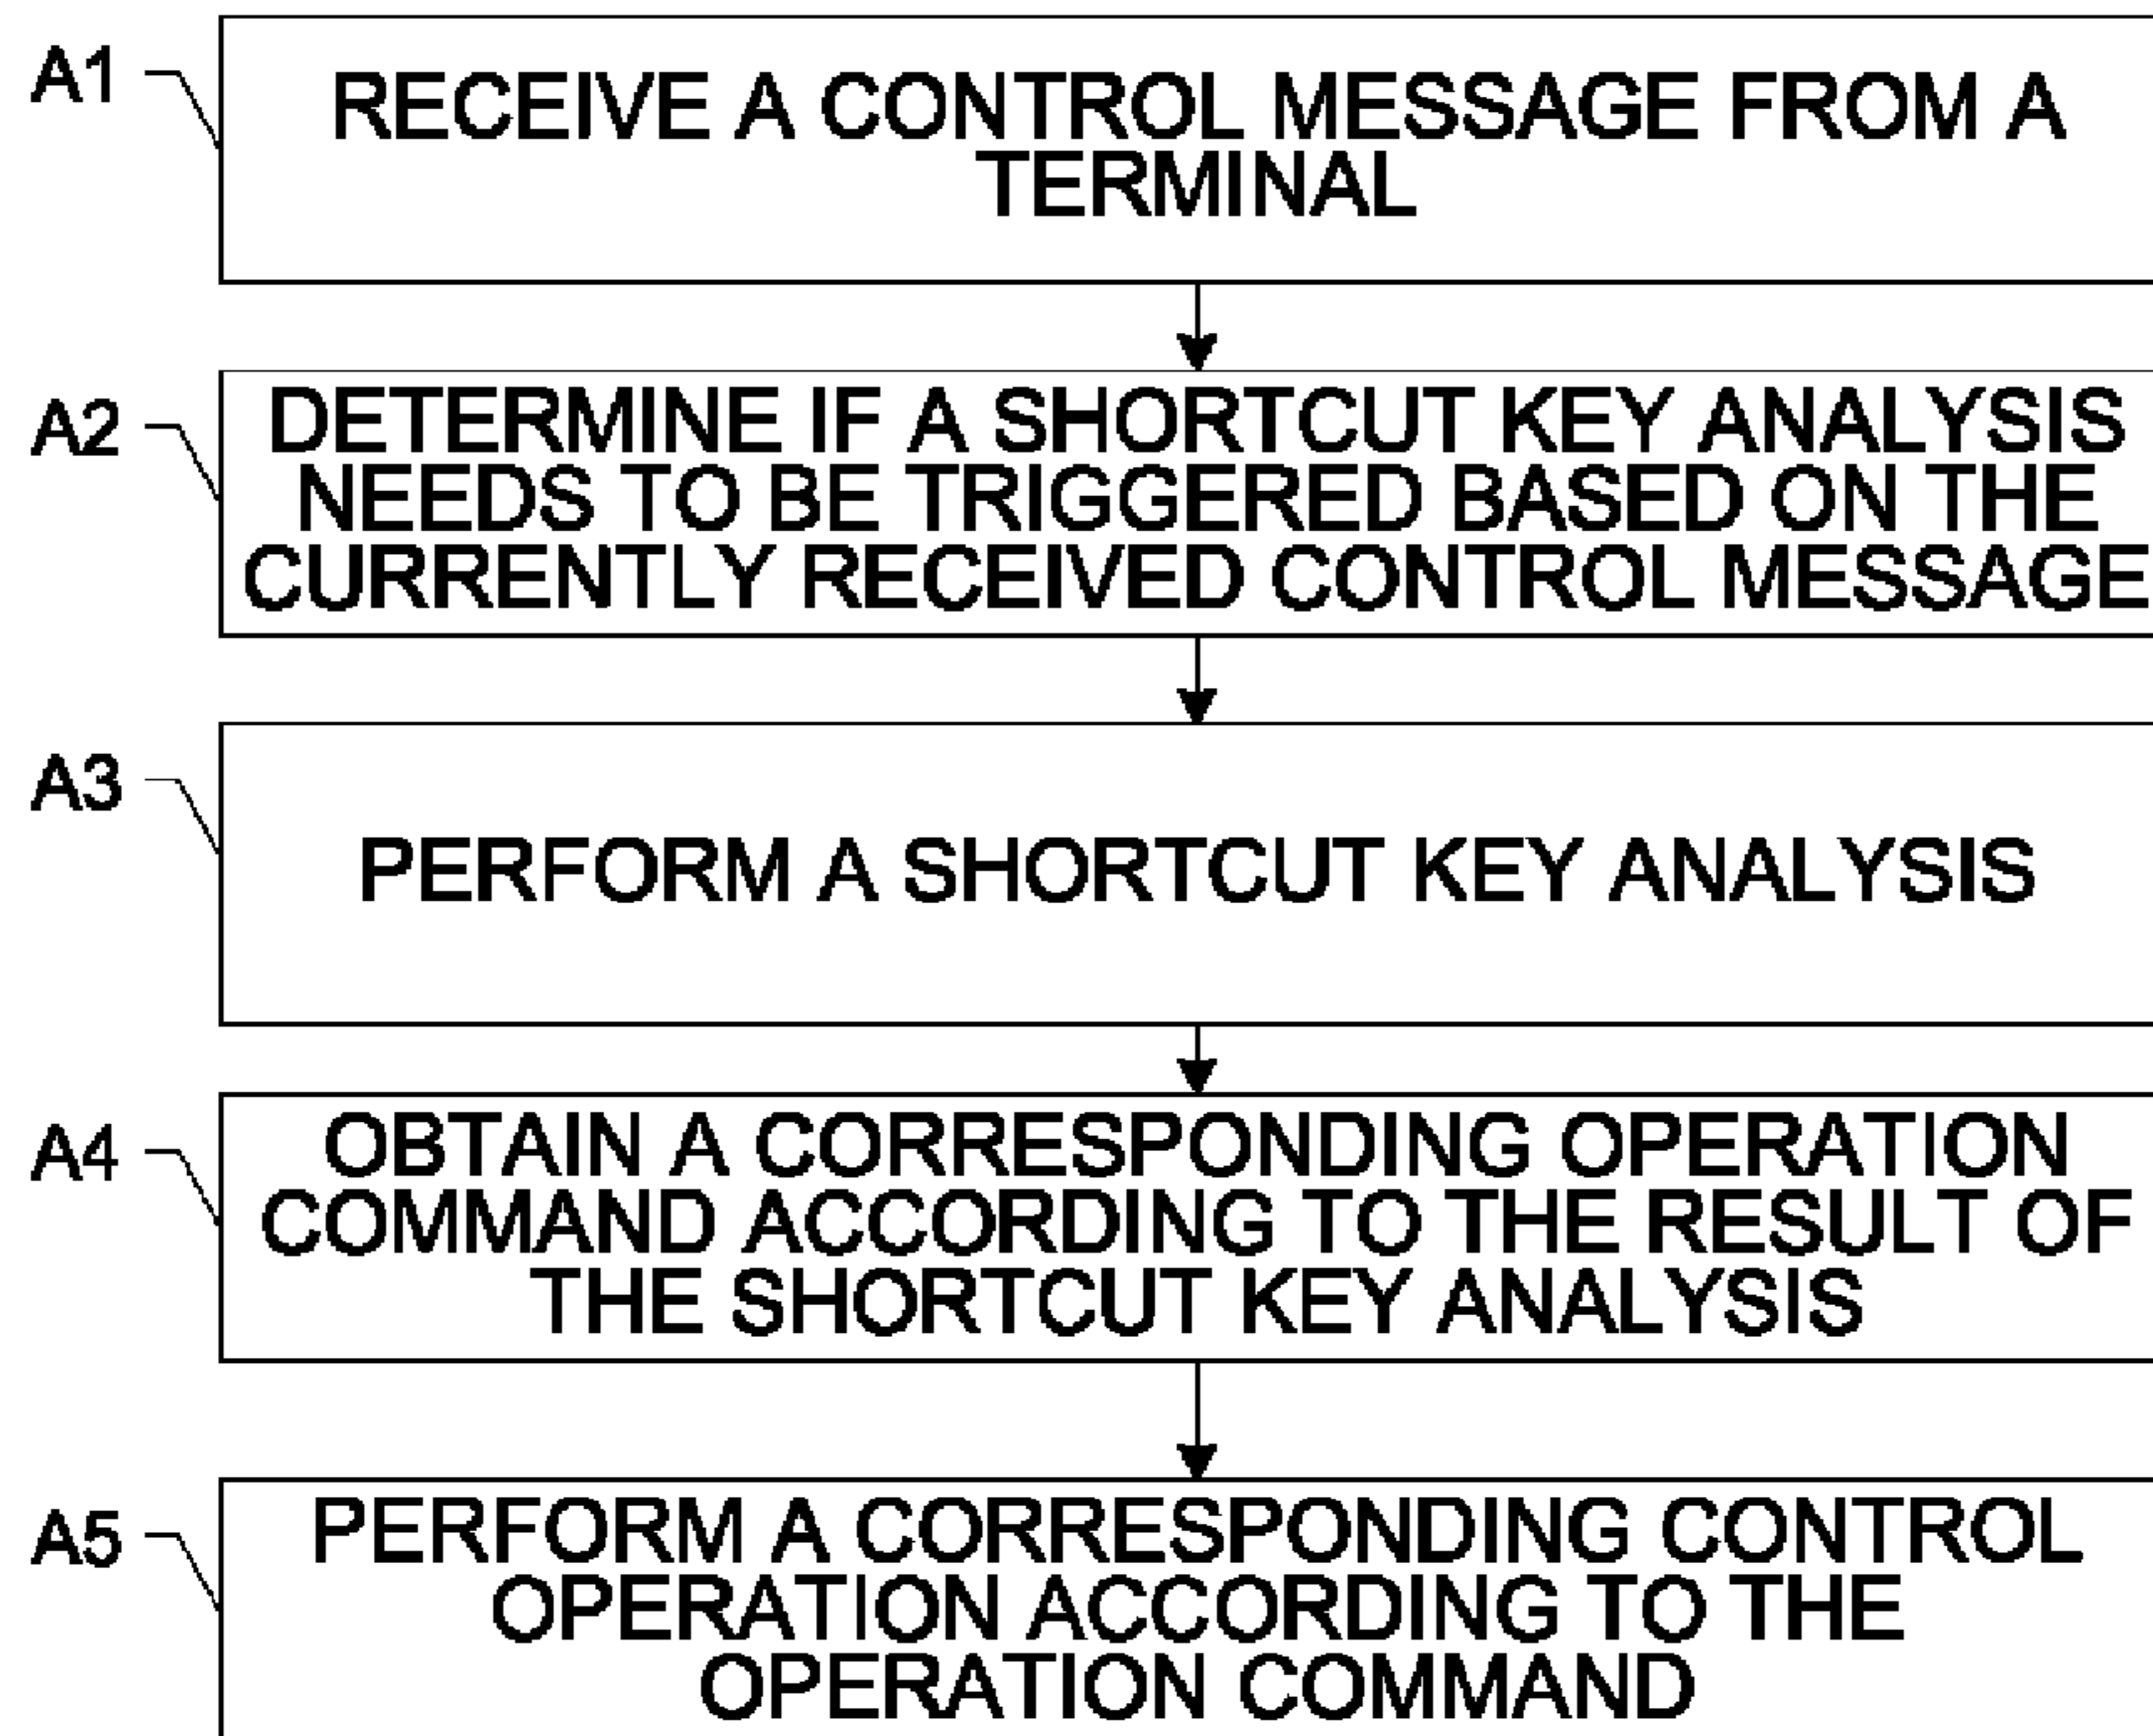 A1
RECEIVE A CONTROL MESSAGE FROM A
TERMINAL
A2
DETERMINE IF A SHORTCUT KEY ANALYSIS
NEEDS TO BE TRIGGERED BASED ON THE
CURRENTLY RECEIVED CONTROL MESSAGE
A3
PERFORM A SHORTCUT KEY ANALYSIS
A4
OBTAIN A CORRESPONDING OPERATION
COMMAND ACCORDING TO THE RESULT OF
THE SHORTCUT KEY ANALYSIS
A5
PERFORM A CORRESPONDING CONTROL
OPERATION ACCORDING TO THE
OPERATION COMMAND